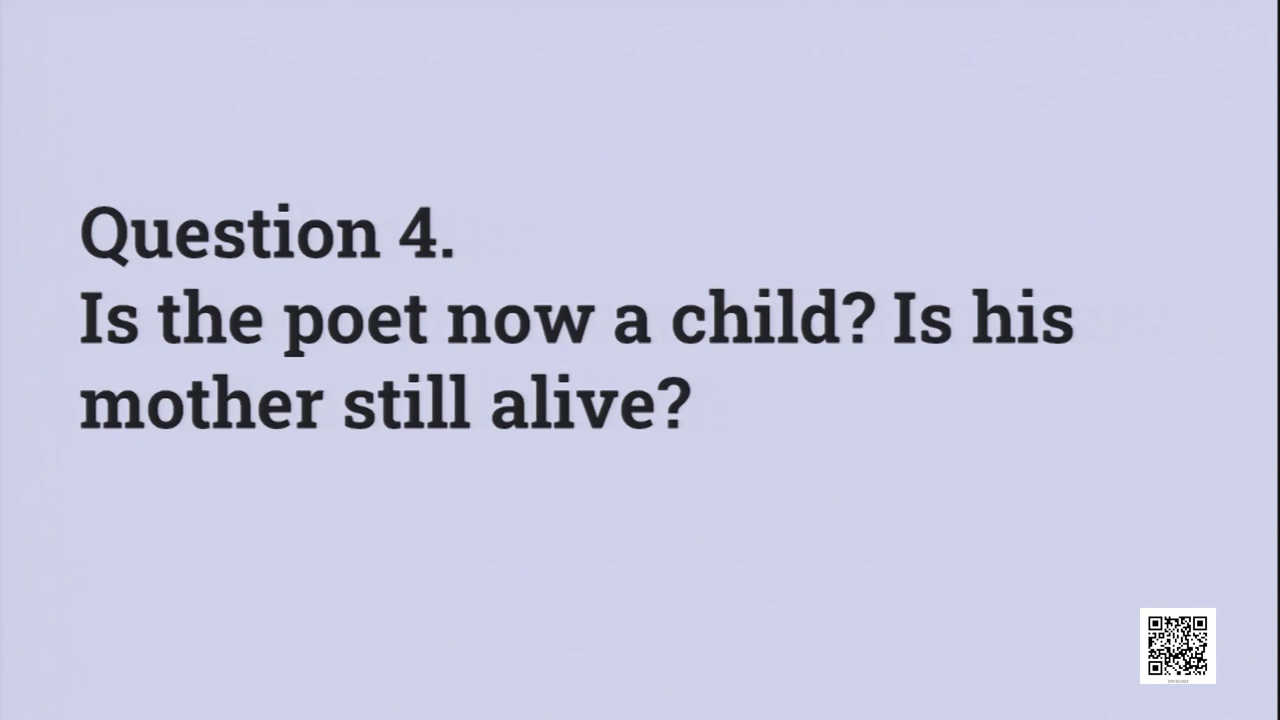 Question 4.
Is the poet now a child? Is his
mother still alive?